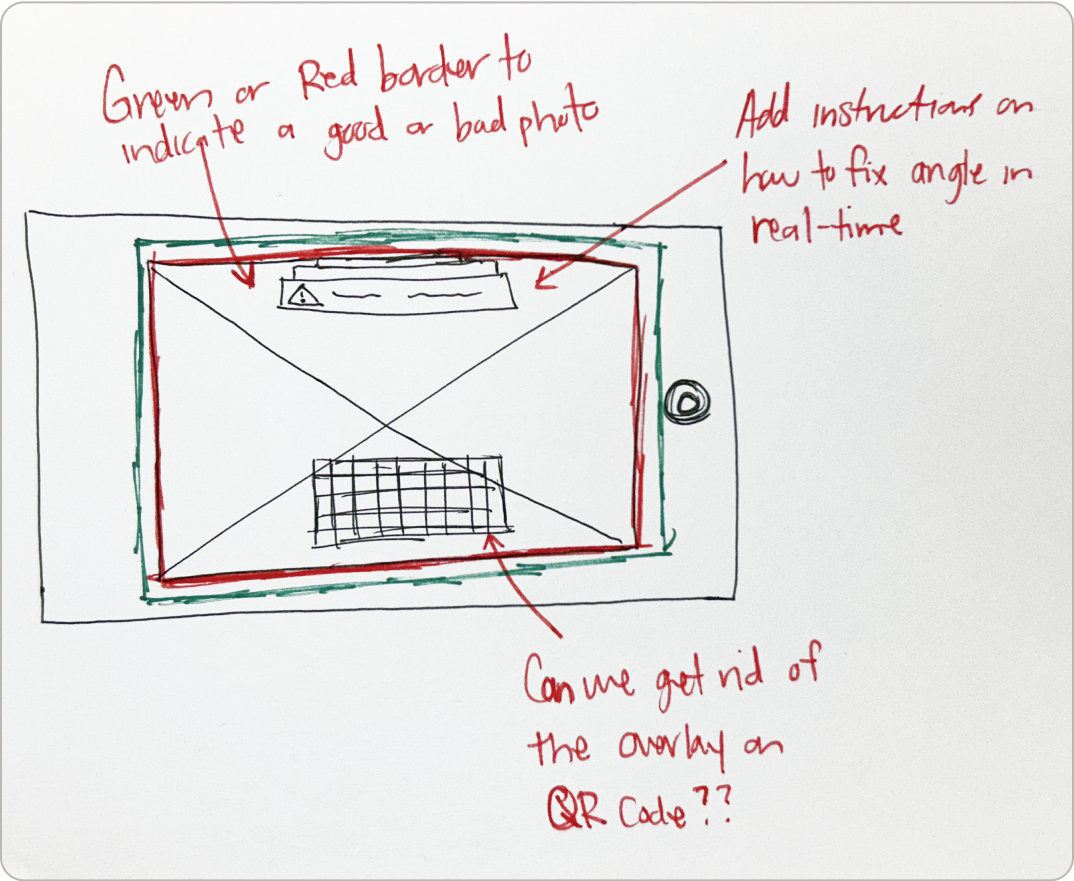 Green or Red border to
indicate a good or bad photo
Add instructions on
how to fix angle in
real-time
Can we get rid of
the overlay on
QR Code??